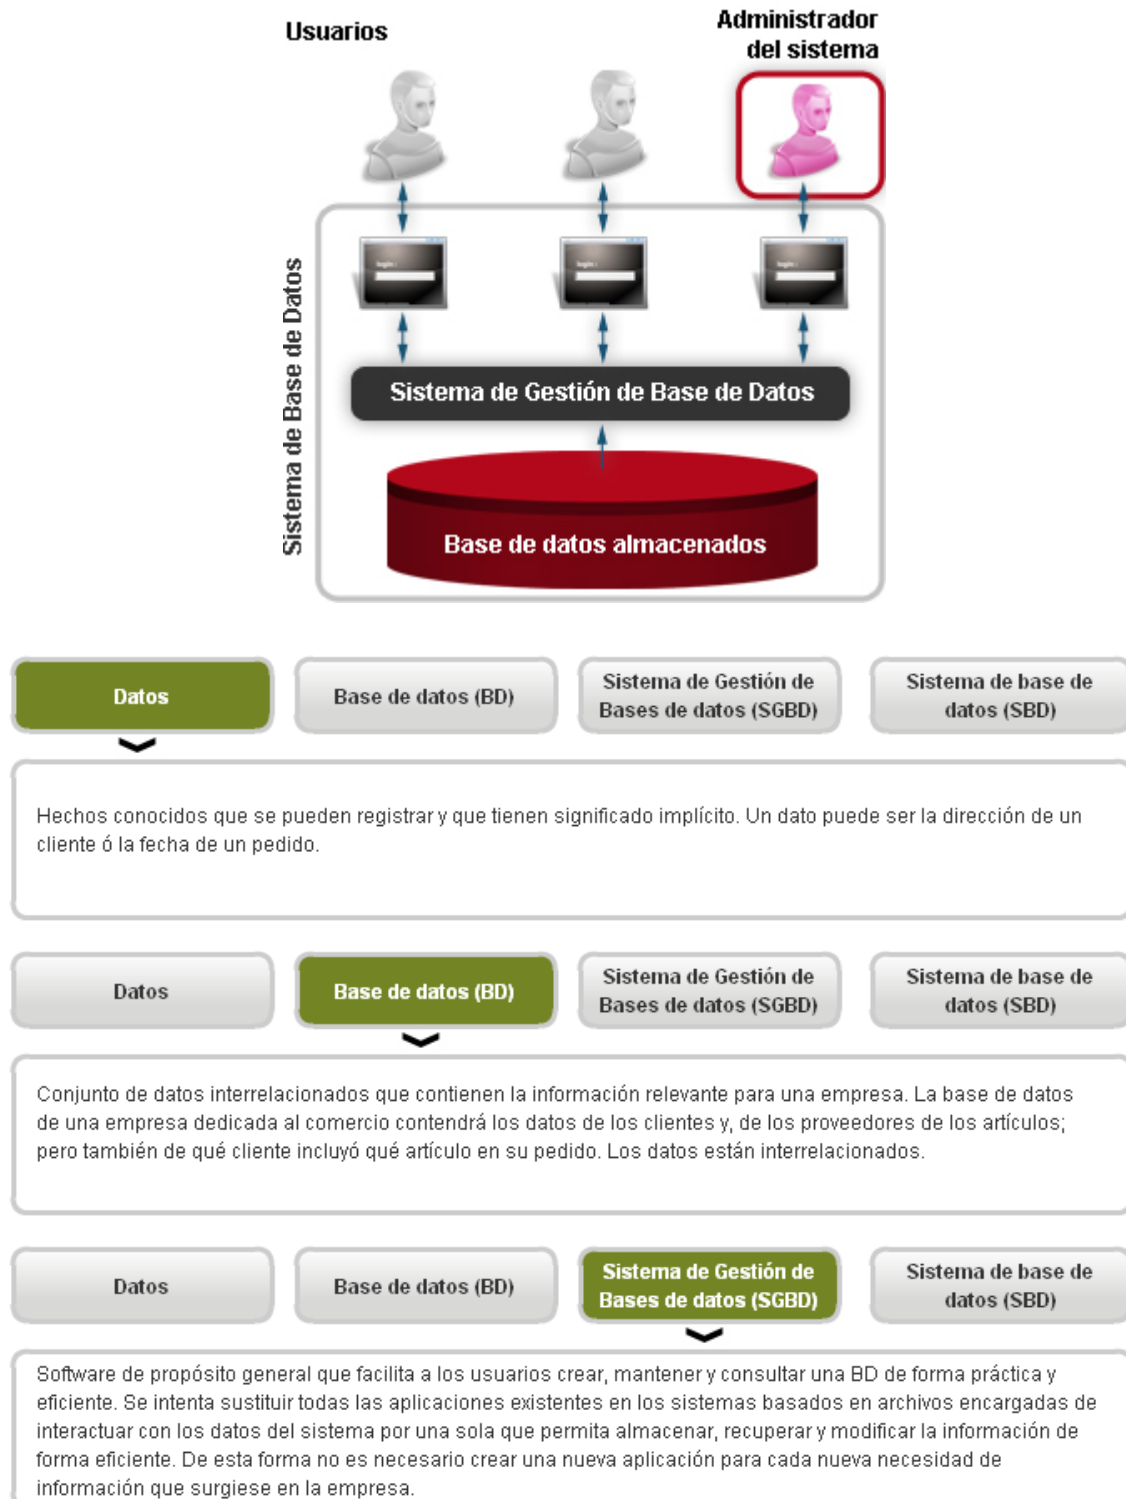 Usuarios
Administrador
del sistema
login :
login :
login :
Sistema de Base de Datos
Sistema de Gestión de Base de Datos
Base de datos almacenados
Datos
Base de datos (BD)
Sistema de Gestión de
Bases de datos (SGBD)
Sistema de base de
datos (SBD)
Hechos conocidos que se pueden registrar y que tienen significado implícito. Un dato puede ser la dirección de un
cliente ó la fecha de un pedido.
Datos
Base de datos (BD)
Sistema de Gestión de
Bases de datos (SGBD)
Sistema de base de
datos (SBD)
Conjunto de datos interrelacionados que contienen la información relevante para una empresa. La base de datos
de una empresa dedicada al comercio contendrá los datos de los clientes y, de los proveedores de los artículos;
pero también de qué cliente incluyó qué artículo en su pedido. Los datos están interrelacionados.
Datos
Base de datos (BD)
Sistema de Gestión de
Bases de datos (SGBD)
Sistema de base de
datos (SBD)
Software de propósito general que facilita a los usuarios crear, mantener y consultar una BD de forma práctica y
eficiente. Se intenta sustituir todas las aplicaciones existentes en los sistemas basados en archivos encargadas de
interactuar con los datos del sistema por una sola que permita almacenar, recuperar y modificar la información de
forma eficiente. De esta forma no es necesario crear una nueva aplicación para cada nueva necesidad de
información que surgiese en la empresa.